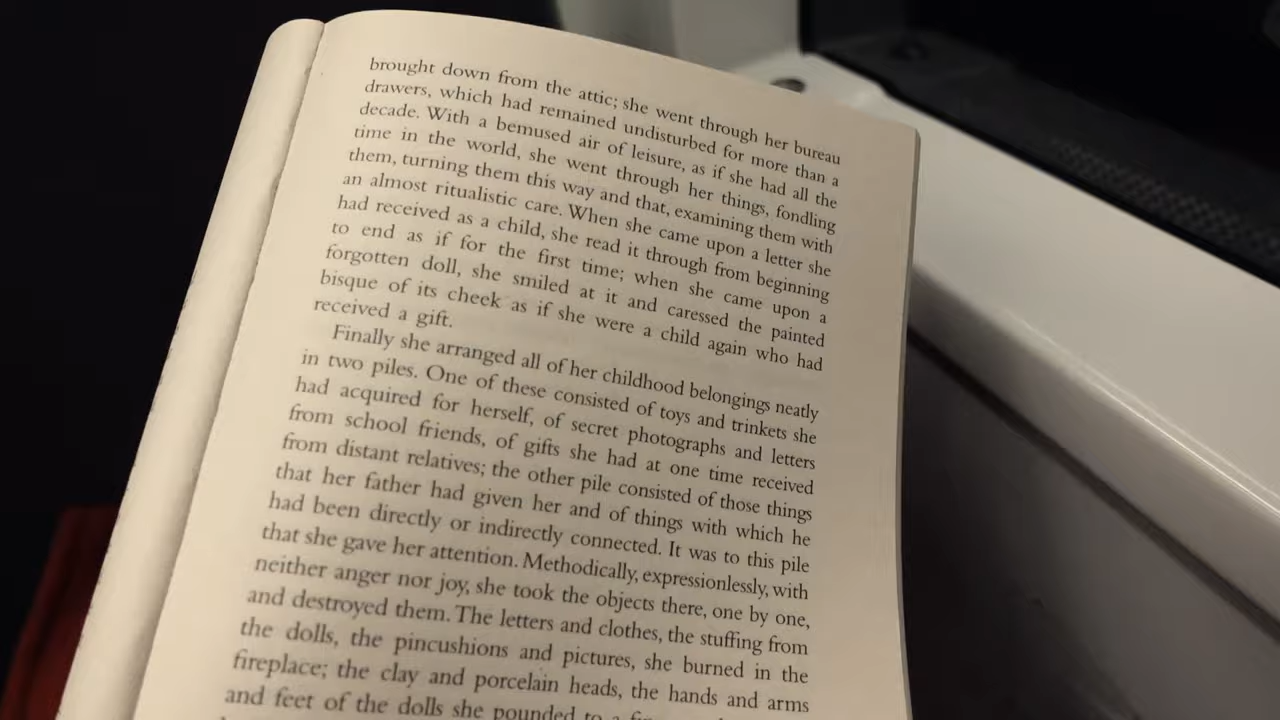 brought down from the attic; she went through her bureau
drawers, which had remained undisturbed for more than a
decade. With a bemused air of leisure, as if she had all the
time in the world, she went through her things, fondling
them, turning them this way and that, examining them with
an almost ritualistic care. When she came upon a letter she
had received as a child, she read it through from beginning
to end as if for the first time; when she came upon a
forgotten doll, she smiled at it and caressed the painted
bisque of its cheek as if she were a child again who had
received a gift.
Finally she arranged all of her childhood belongings neatly
in two piles. One of these consisted of toys and trinkets she
had acquired for herself, of secret photographs and letters
from school friends, of gifts she had at one time received
from distant relatives; the other pile consisted of those things
that her father had given her and of things with which he
had been directly or indirectly connected. It was to this pile
that she gave her attention. Methodically, expressionlessly, with
neither anger nor joy, she took the objects there, one by one,
and destroyed them. The letters and clothes, the stuffing from
the dolls, the pincushions and pictures, she burned in the
fireplace; the clay and porcelain heads, the hands and arms
and feet of the dolls she pounded to a